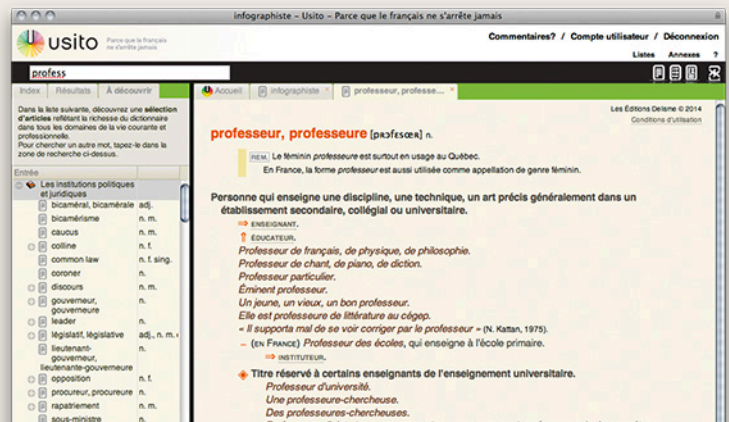 infographiste – Usito – Parce que le français ne s'arrête jamais
usito
Parce que le français
ne s'arrête jamais
Commentaires? / Compte utilisateur / Déconnexion
Listes Annexes ?
profess
Index Résultats À découvrir
Accueil infographiste × professeur, professe... ×
Dans la liste suivante, découvrez une sélection
d'articles reflétant la richesse du dictionnaire
dans tous les domaines de la vie courante et
professionnelle.
Pour chercher un autre mot, tapez-le dans la
zone de recherche ci-dessus.
Entrée
Les institutions politiques
et juridiques
bicaméral, bicamérale adj.
bicamérisme n. m.
caucus n. m.
colline n. f.
common law n. f. sing.
coroner n.
discours n. m.
gouverneur, n.
gouverneure
leader n.
législatif, législative adj., n. m.
lieutenant- n.
gouverneur,
lieutenante-gouverneure
opposition n. f.
procureur, procureure n.
rapatriement n. m.
sous-ministre n.
Les Éditions Delisme © 2014
Conditions d'utilisation
professeur, professeure [pʀɔfɛsœʀ] n.
REM. Le féminin professeure est surtout en usage au Québec.
En France, la forme professeur est aussi utilisée comme appellation de genre féminin.
Personne qui enseigne une discipline, une technique, un art précis généralement dans un
établissement secondaire, collégial ou universitaire.
⇒ ENSEIGNANT.
⇧ ÉDUCATEUR.
Professeur de français, de physique, de philosophie.
Professeur de chant, de piano, de diction.
Professeur particulier.
Éminent professeur.
Un jeune, un vieux, un bon professeur.
Elle est professeure de littérature au cégep.
« Il supporta mal de se voir corriger par le professeur » (N. Kattan, 1975).
– (EN FRANCE) Professeur des écoles, qui enseigne à l'école primaire.
⇒ INSTITUTEUR.
Titre réservé à certains enseignants de l'enseignement universitaire.
Professeur d'université.
Une professeure-chercheuse.
Des professeures-chercheuses.